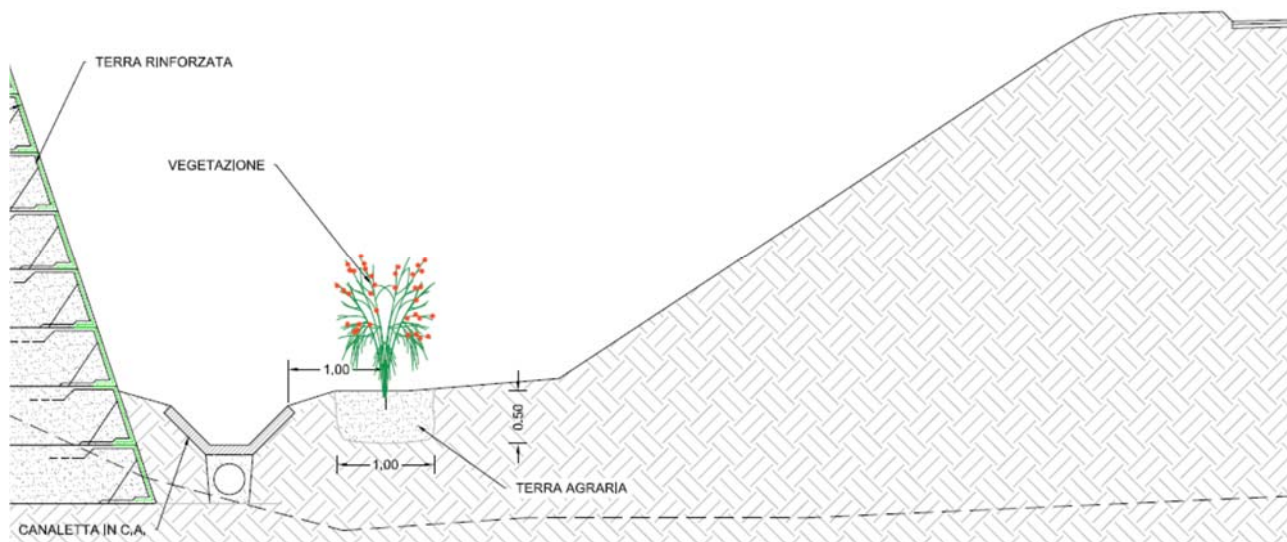 TERRA RINFORZATA
VEGETAZIONE
1,00
0.50
1,00
TERRA AGRARIA
CANALETTA IN C.A.